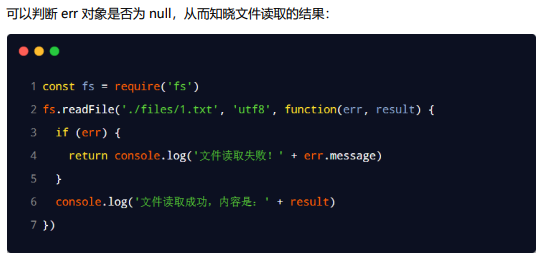 可以判断 err 对象是否为 null，从而知晓文件读取的结果：
1 const fs = require('fs')
2 fs.readFile('./files/1.txt', 'utf8', function(err, result) {
3   if (err) {
4     return console.log('文件读取失败！' + err.message)
5   }
6   console.log('文件读取成功，内容是：' + result)
7 })